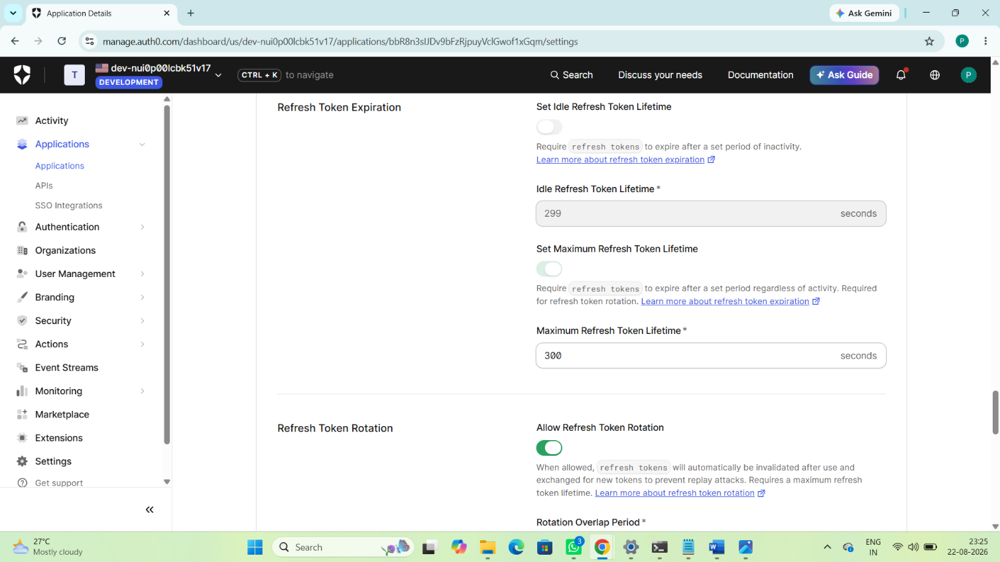 Application Details
Ask Gemini
manage.auth0.com/dashboard/us/dev-nui0p00lcbk51v17/applications/bbR8n3sIJDv9bFzRjpuyVclGwof1xGqm/settings
P
T
dev-nui0p00lcbk51v17
DEVELOPMENT
CTRL + K to navigate
Search
Discuss your needs
Documentation
Ask Guide
P
Activity
Applications
Applications
APIs
SSO Integrations
Authentication
Organizations
User Management
Branding
Security
Actions
Event Streams
Monitoring
Marketplace
Extensions
Settings
Get support
Refresh Token Expiration
Set Idle Refresh Token Lifetime
Require refresh tokens to expire after a set period of inactivity.
Learn more about refresh token expiration
Idle Refresh Token Lifetime *
299 seconds
Set Maximum Refresh Token Lifetime
Require refresh tokens to expire after a set period regardless of activity. Required
for refresh token rotation. Learn more about refresh token expiration
Maximum Refresh Token Lifetime *
300 seconds
Refresh Token Rotation
Allow Refresh Token Rotation
When allowed, refresh tokens will automatically be invalidated after use and
exchanged for new tokens to prevent replay attacks. Requires a maximum refresh
token lifetime. Learn more about refresh token rotation
Rotation Overlap Period *
27°C
Mostly cloudy
Search
3
ENG
IN
23:25
22-08-2026